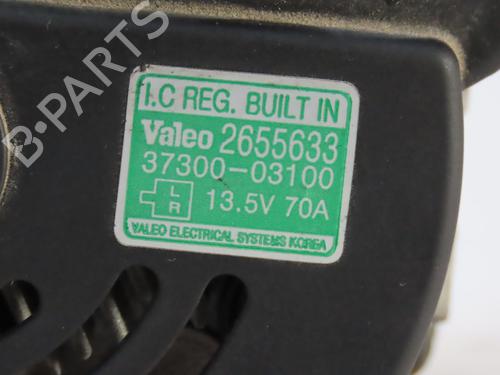 I.C REG. BUILT IN
Valeo 2655633
37300-03100
L
R 13.5V 70A
VALEO ELECTRICAL SYSTEMS KOREA
B-PARTS